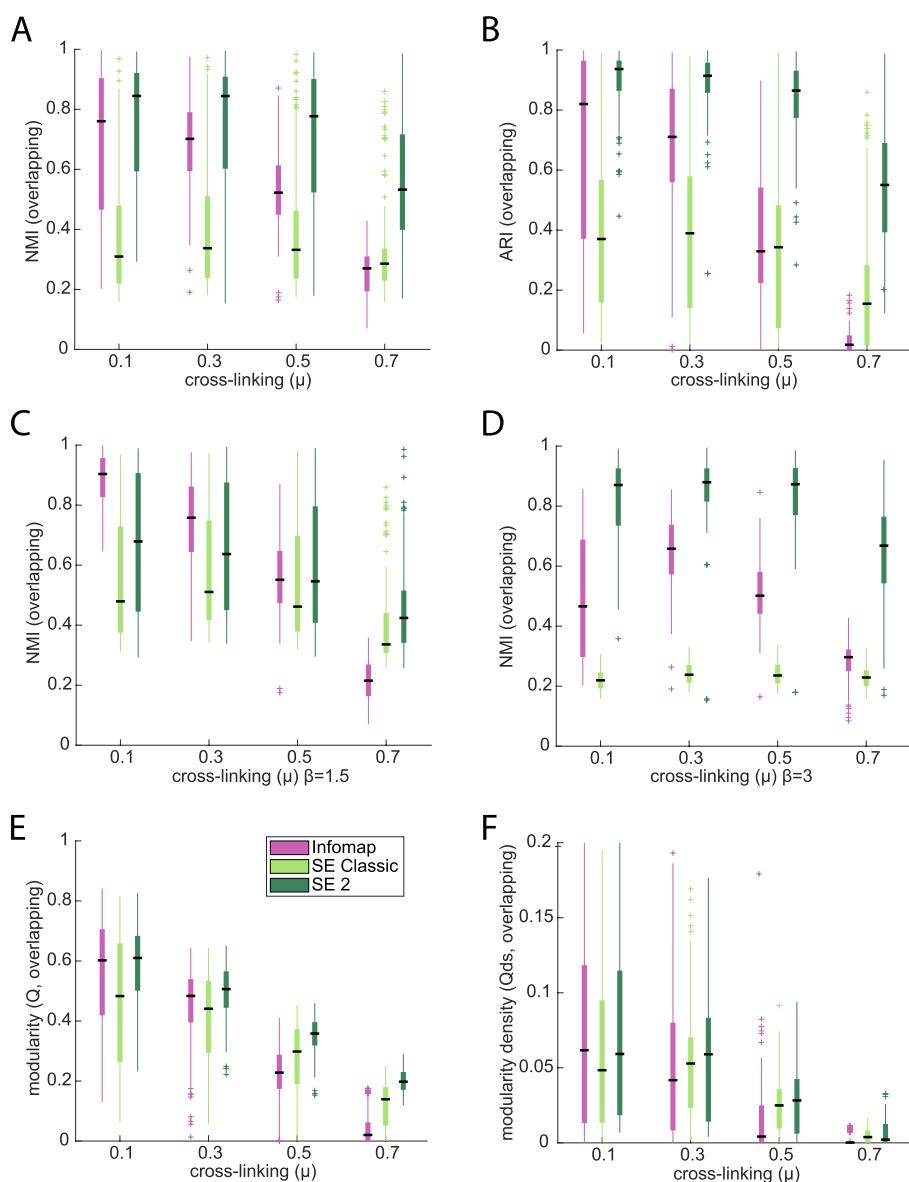 A
1
0.8
0.6
0.4
0.2
0
NMI (overlapping)
0.1 0.3 0.5 0.7
cross-linking (μ)
B
1
0.8
0.6
0.4
0.2
0
ARI (overlapping)
0.1 0.3 0.5 0.7
cross-linking (μ)
C
1
0.8
0.6
0.4
0.2
0
NMI (overlapping)
0.1 0.3 0.5 0.7
cross-linking (μ) β=1.5
D
1
0.8
0.6
0.4
0.2
0
NMI (overlapping)
0.1 0.3 0.5 0.7
cross-linking (μ) β=3
E
1
0.8
0.6
0.4
0.2
0
modularity (Q, overlapping)
Infomap
SE Classic
SE 2
0.1 0.3 0.5 0.7
cross-linking (μ)
F
0.2
0.15
0.1
0.05
0
modularity density (Qds, overlapping)
0.1 0.3 0.5 0.7
cross-linking (μ)